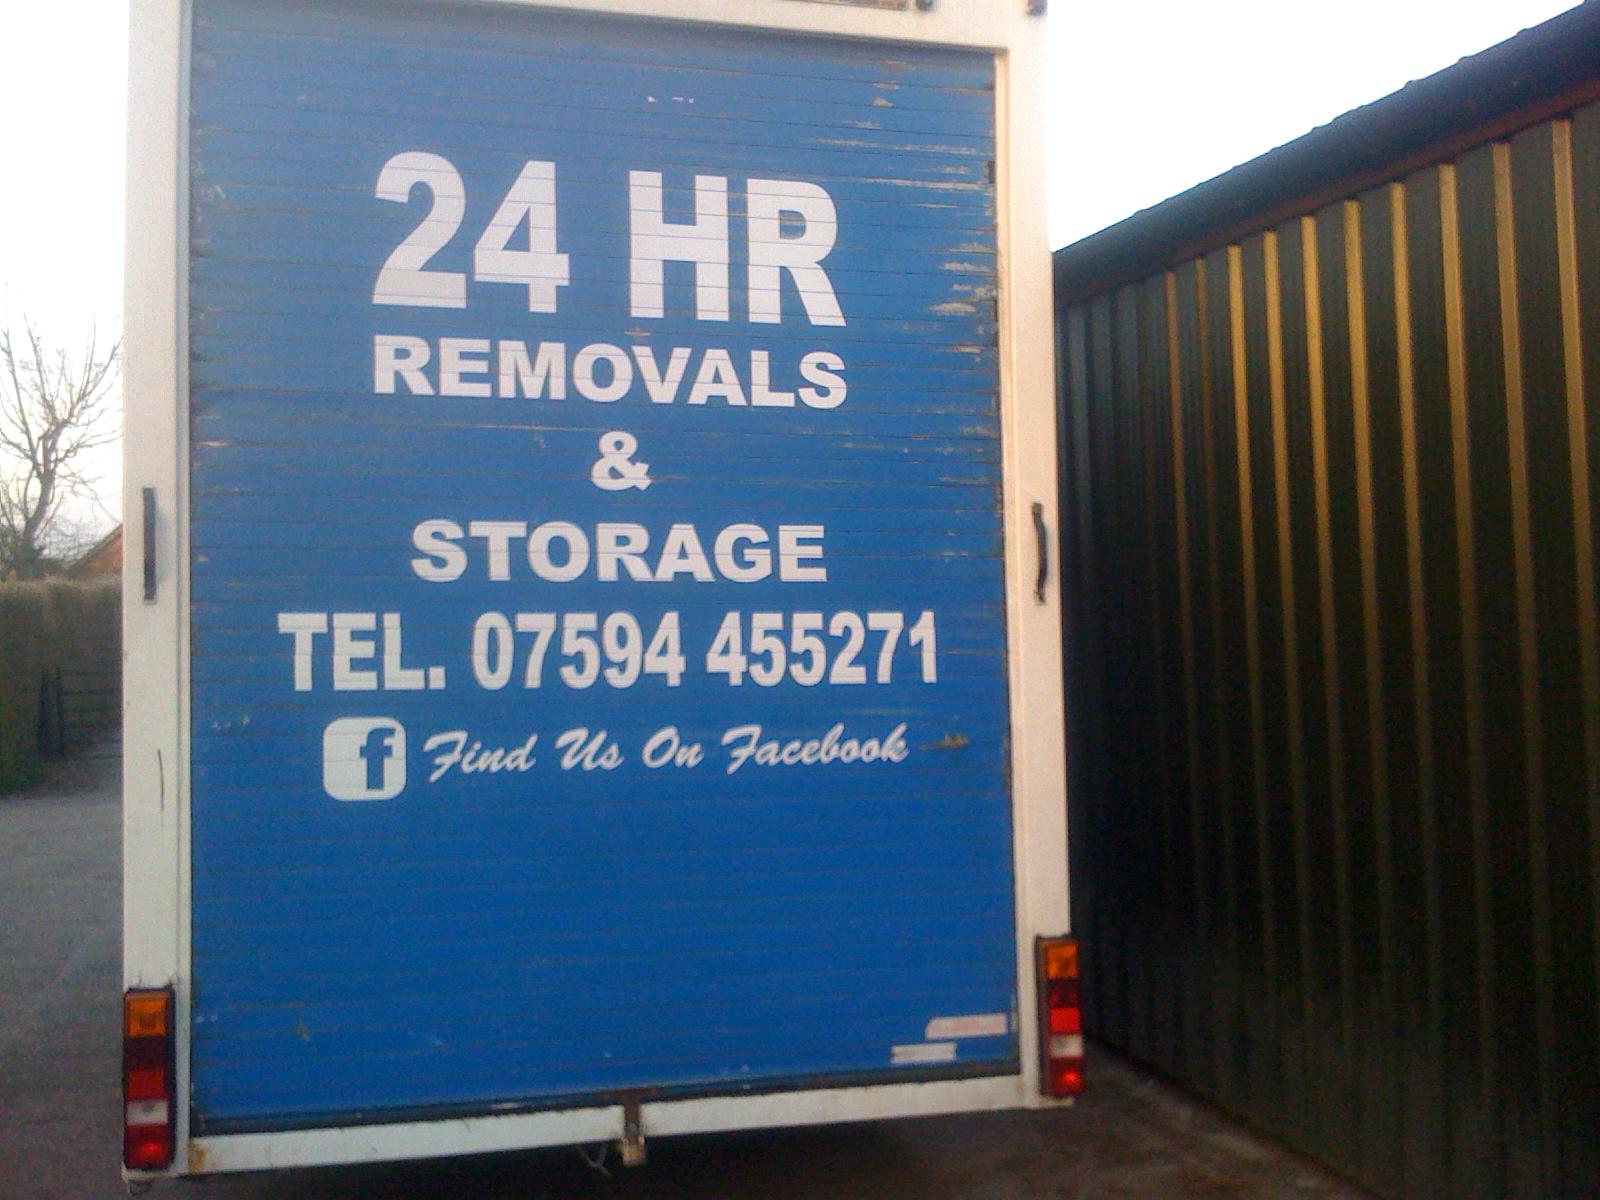 24 HR
REMOVALS
&
STORAGE
TEL. 07594 455271
f Find Us On Facebook